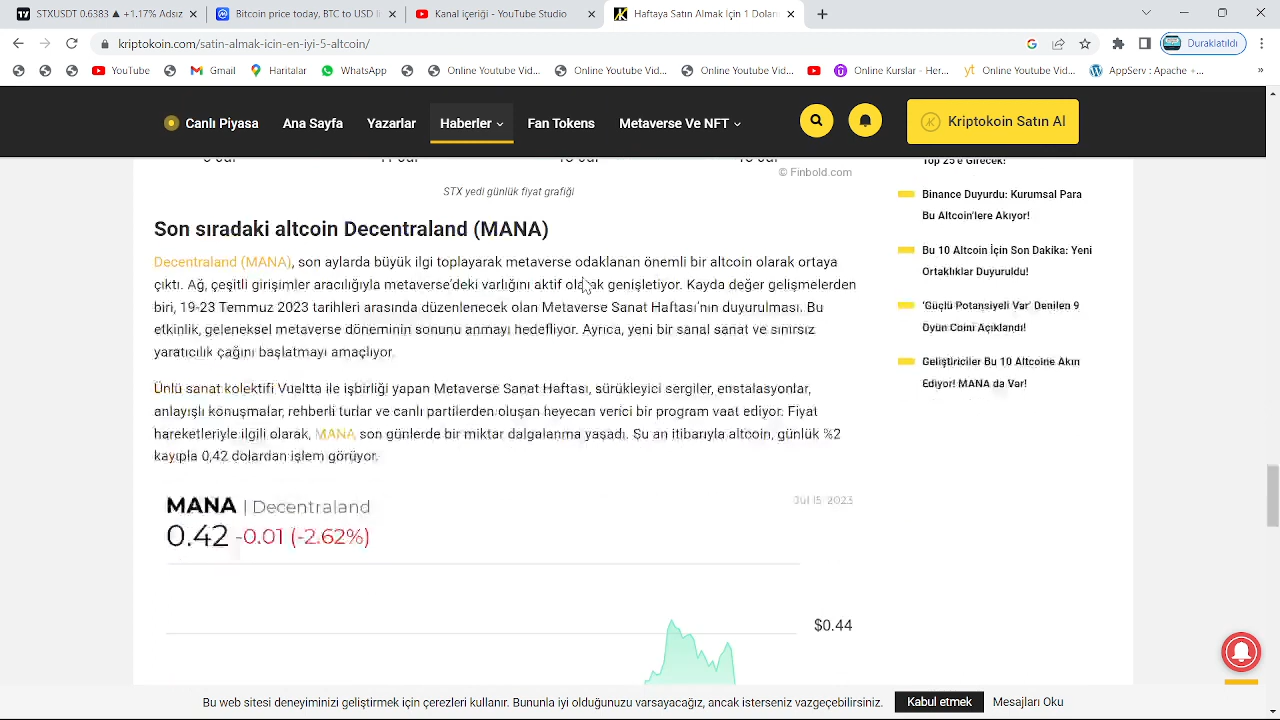 STXUSDT 0.6383 ▲ +1.17% Adsız
Bitcoin price today, BTC to USD l
Kanal içeriği - YouTube Studio
Haftaya Satın Almak İçin 1 Doları
kriptokoin.com/satin-almak-icin-en-iyi-5-altcoin/
Duraklatıldı
YouTube
Gmail
Haritalar
WhatsApp
Online Youtube Vid...
Online Youtube Vid...
Online Youtube Vid...
Online Kurslar - Her...
yt Online Youtube Vid...
AppServ : Apache +...
»
Canlı Piyasa
Ana Sayfa
Yazarlar
Haberler
Fan Tokens
Metaverse Ve NFT
Kriptokoin Satın Al
© Finbold.com
STX yedi günlük fiyat grafiği
Son sıradaki altcoin Decentraland (MANA)
Decentraland (MANA), son aylarda büyük ilgi toplayarak metaverse odaklanan önemli bir altcoin olarak ortaya
çıktı. Ağ, çeşitli girişimler aracılığıyla metaverse'deki varlığını aktif olarak genişletiyor. Kayda değer gelişmelerden
biri, 19-23 Temmuz 2023 tarihleri arasında düzenlenecek olan Metaverse Sanat Haftası'nın duyurulması. Bu
etkinlik, geleneksel metaverse döneminin sonunu anmayı hedefliyor. Ayrıca, yeni bir sanal sanat ve sınırsız
yaratıcılık çağını başlatmayı amaçlıyor.
Ünlü sanat kolektifi Vueltta ile işbirliği yapan Metaverse Sanat Haftası, sürükleyici sergiler, enstalasyonlar,
anlayışlı konuşmalar, rehberli turlar ve canlı partilerden oluşan heyecan verici bir program vaat ediyor. Fiyat
hareketleriyle ilgili olarak, MANA son günlerde bir miktar dalgalanma yaşadı. Şu an itibarıyla altcoin, günlük %2
kayıpla 0,42 dolardan işlem görüyor.
MANA | Decentraland
Jul 15, 2023
0.42 -0.01 (-2.62%)
$0.44
Top 25'e Girecek!
Binance Duyurdu: Kurumsal Para
Bu Altcoin'lere Akıyor!
Bu 10 Altcoin İçin Son Dakika: Yeni
Ortaklıklar Duyuruldu!
'Güçlü Potansiyeli Var' Denilen 9
Oyun Coini Açıklandı!
Geliştiriciler Bu 10 Altcoine Akın
Ediyor! MANA da Var!
Bu web sitesi deneyiminizi geliştirmek için çerezleri kullanır. Bununla iyi olduğunuzu varsayacağız, ancak isterseniz vazgeçebilirsiniz.
Kabul etmek
Mesajları Oku